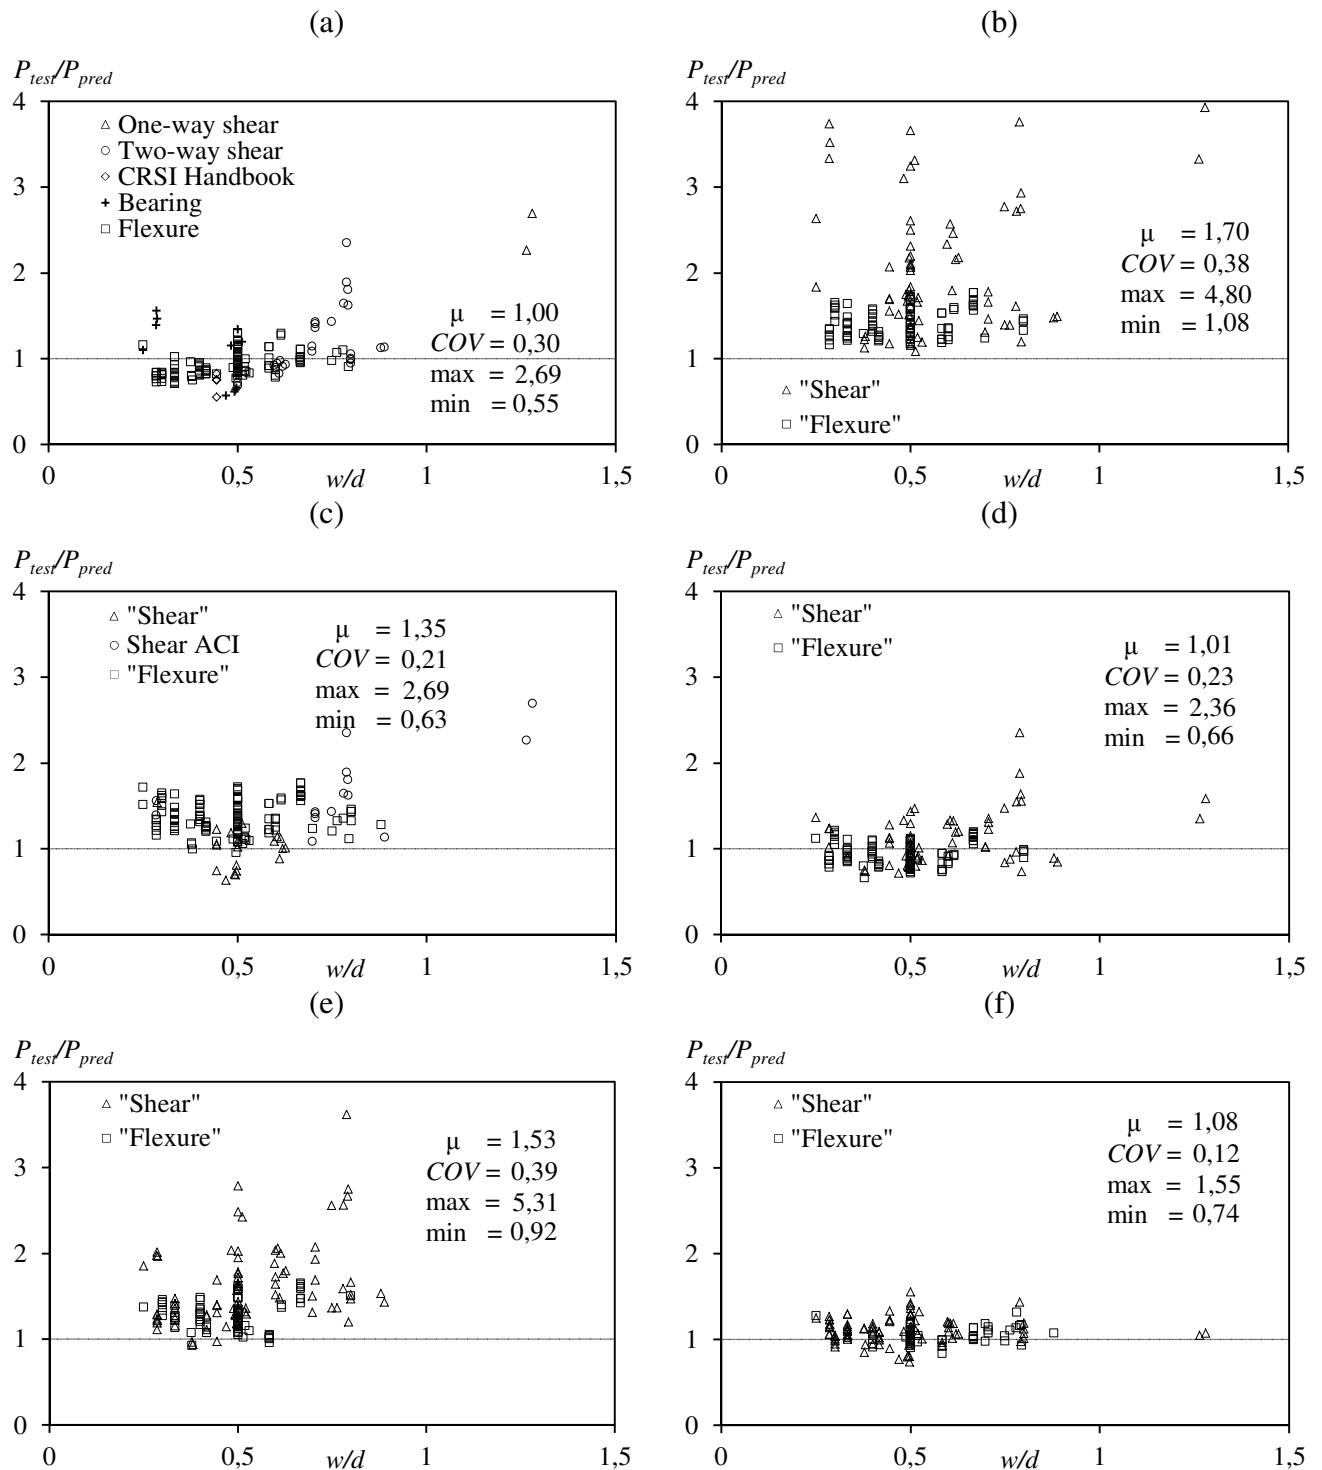 (a)
P_test/P_pred
4
3
2
1
0
△ One-way shear
○ Two-way shear
◇ CRSI Handbook
+ Bearing
□ Flexure
μ = 1,00
COV = 0,30
max = 2,69
min = 0,55
0 0,5 w/d 1 1,5
(b)
P_test/P_pred
4
3
2
1
0
μ = 1,70
COV = 0,38
max = 4,80
min = 1,08
△ "Shear"
□ "Flexure"
0 0,5 w/d 1 1,5
(c)
P_test/P_pred
4
3
2
1
0
△ "Shear"
○ Shear ACI
□ "Flexure"
μ = 1,35
COV = 0,21
max = 2,69
min = 0,63
0 0,5 w/d 1 1,5
(d)
P_test/P_pred
4
3
2
1
0
△ "Shear"
□ "Flexure"
μ = 1,01
COV = 0,23
max = 2,36
min = 0,66
0 0,5 w/d 1 1,5
(e)
P_test/P_pred
4
3
2
1
0
△ "Shear"
□ "Flexure"
μ = 1,53
COV = 0,39
max = 5,31
min = 0,92
0 0,5 w/d 1 1,5
(f)
P_test/P_pred
4
3
2
1
0
△ "Shear"
□ "Flexure"
μ = 1,08
COV = 0,12
max = 1,55
min = 0,74
0 0,5 w/d 1 1,5